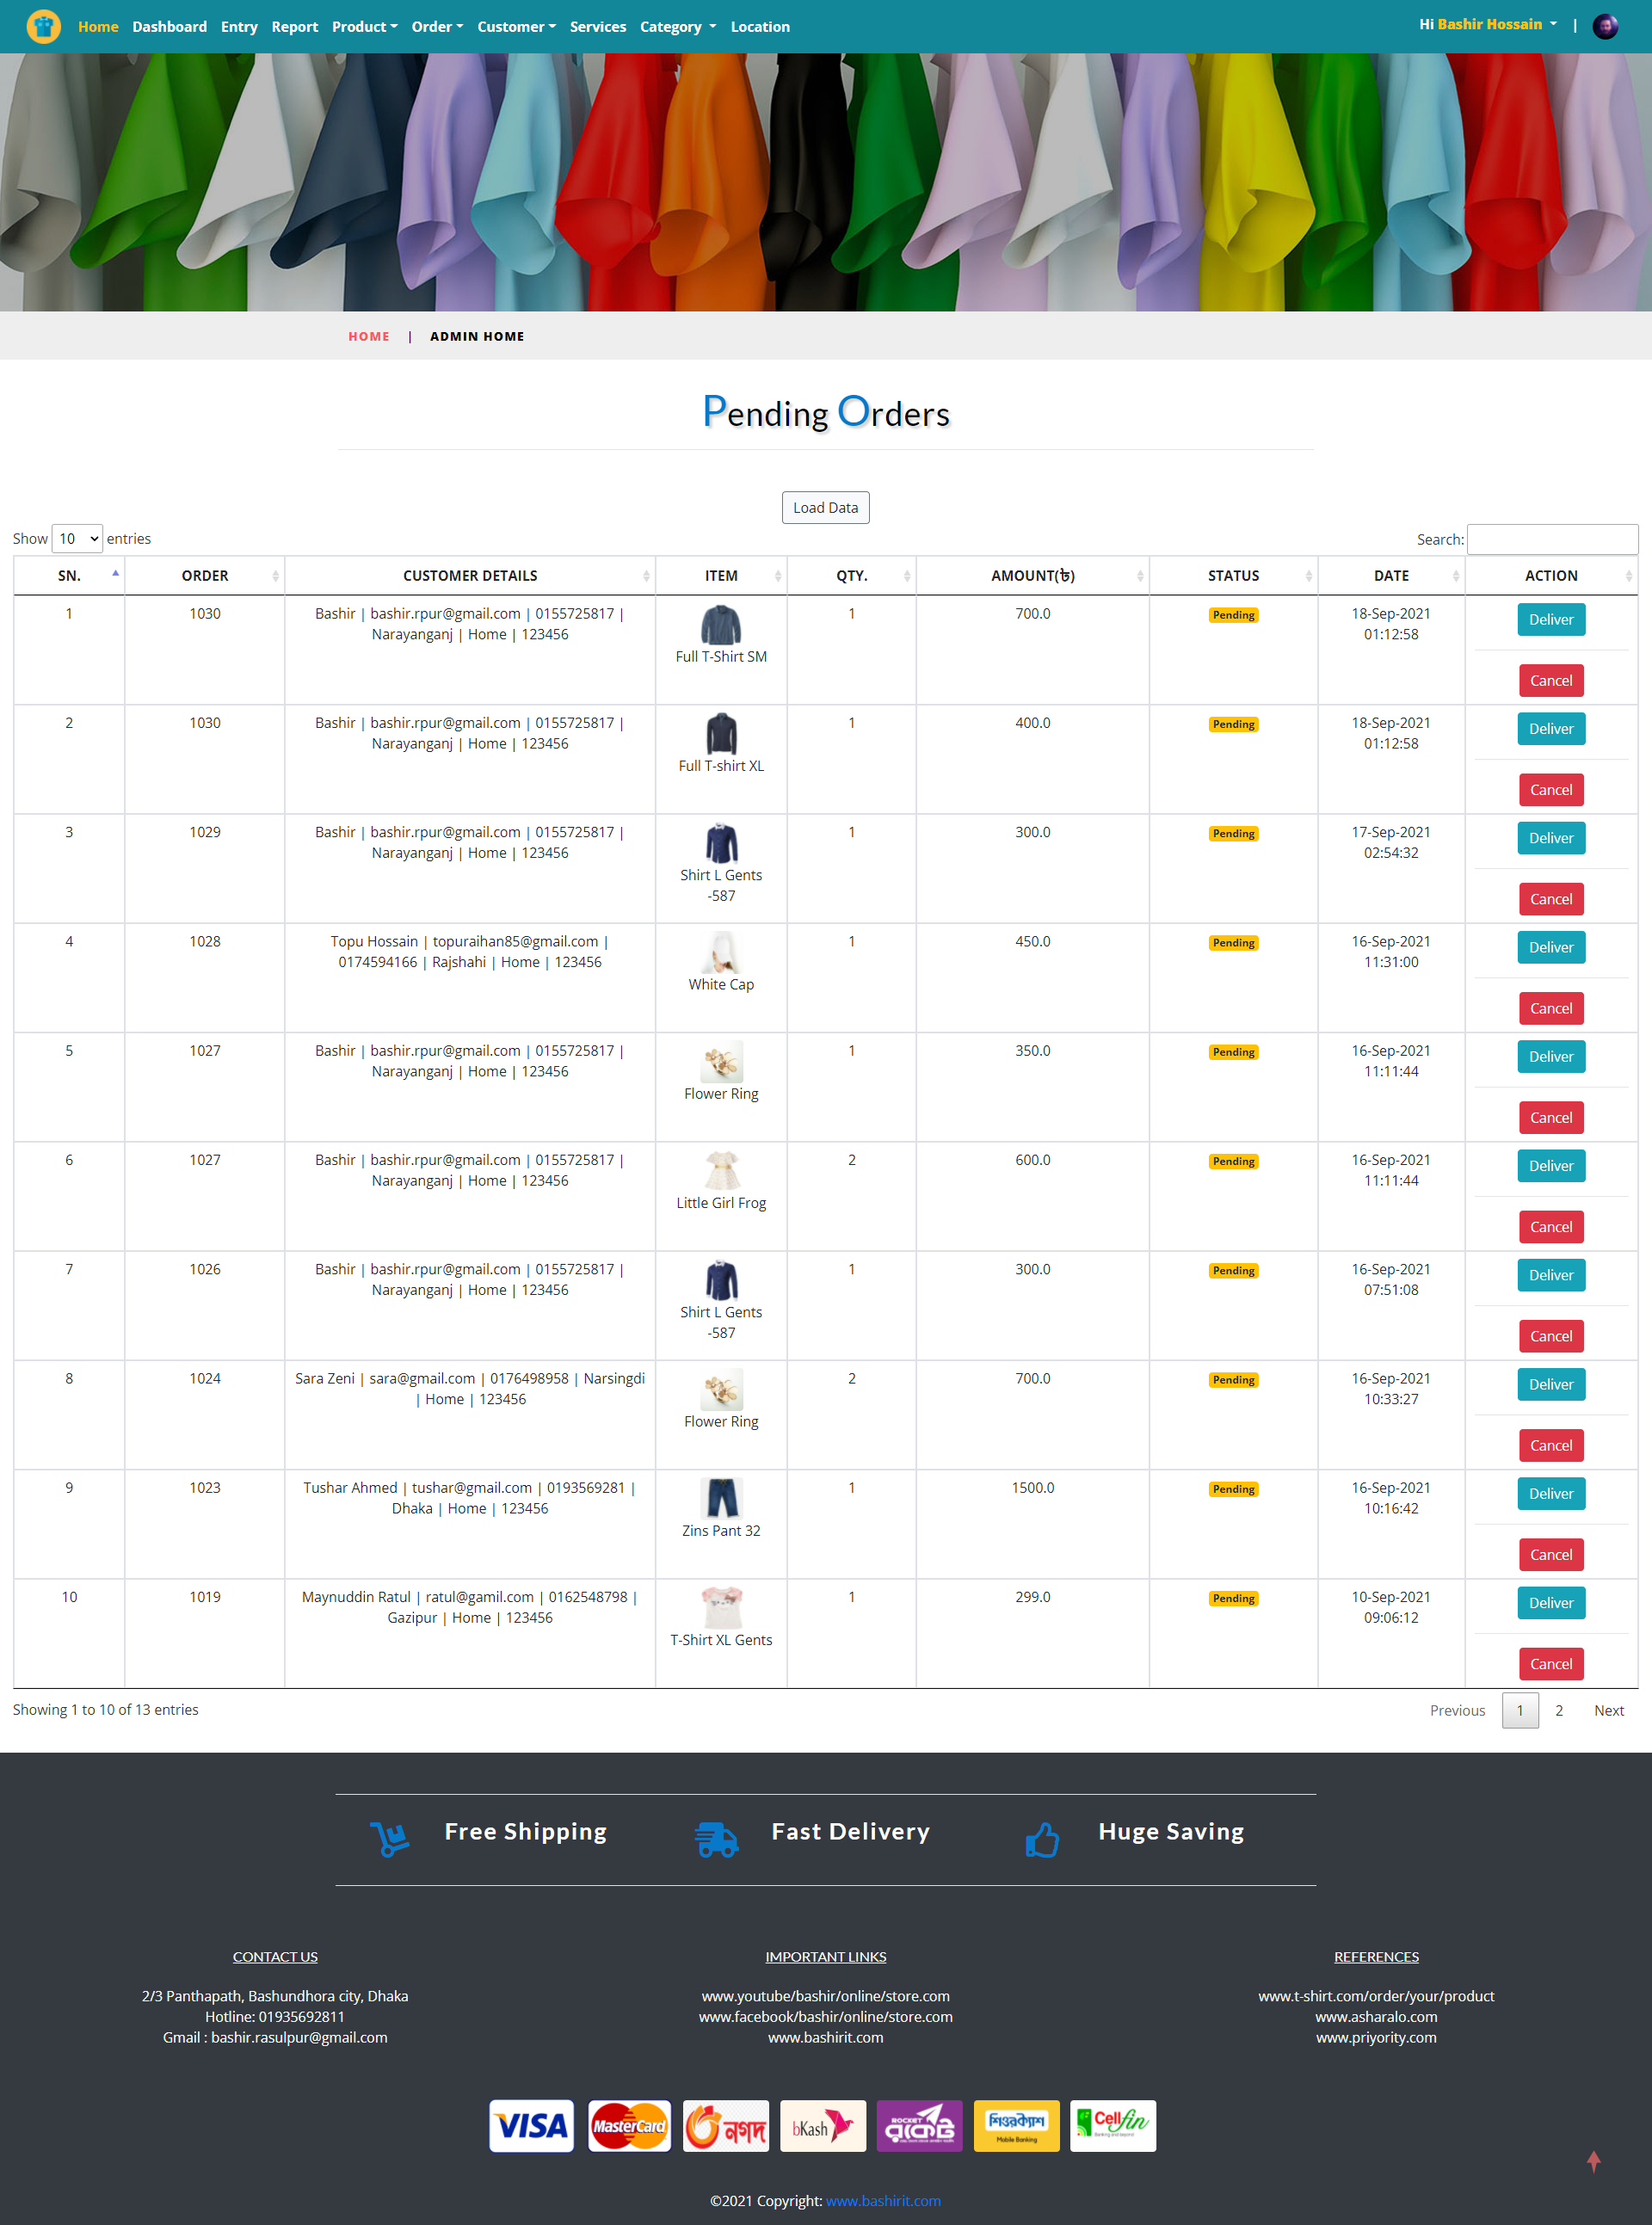 Home Dashboard Entry Report Product Order Customer Services Category Location Hi Bashir Hossain |
HOME | ADMIN HOME
Pending Orders
Load Data
Show 10 entries Search:
SN. ORDER CUSTOMER DETAILS ITEM QTY. AMOUNT(৳) STATUS DATE ACTION
1 1030 Bashir | bashir.rpur@gmail.com | 0155725817 | 1 700.0 Pending 18-Sep-2021 Deliver
Narayanganj | Home | 123456 01:12:58
Full T-Shirt SM
Cancel
2 1030 Bashir | bashir.rpur@gmail.com | 0155725817 | 1 400.0 Pending 18-Sep-2021 Deliver
Narayanganj | Home | 123456 01:12:58
Full T-shirt XL
Cancel
3 1029 Bashir | bashir.rpur@gmail.com | 0155725817 | 1 300.0 Pending 17-Sep-2021 Deliver
Narayanganj | Home | 123456 02:54:32
Shirt L Gents
-587
Cancel
4 1028 Topu Hossain | topuraihan85@gmail.com | 1 450.0 Pending 16-Sep-2021 Deliver
0174594166 | Rajshahi | Home | 123456 11:31:00
White Cap
Cancel
5 1027 Bashir | bashir.rpur@gmail.com | 0155725817 | 1 350.0 Pending 16-Sep-2021 Deliver
Narayanganj | Home | 123456 11:11:44
Flower Ring
Cancel
6 1027 Bashir | bashir.rpur@gmail.com | 0155725817 | 2 600.0 Pending 16-Sep-2021 Deliver
Narayanganj | Home | 123456 11:11:44
Little Girl Frog
Cancel
7 1026 Bashir | bashir.rpur@gmail.com | 0155725817 | 1 300.0 Pending 16-Sep-2021 Deliver
Narayanganj | Home | 123456 07:51:08
Shirt L Gents
-587
Cancel
8 1024 Sara Zeni | sara@gmail.com | 0176498958 | Narsingdi 2 700.0 Pending 16-Sep-2021 Deliver
| Home | 123456 10:33:27
Flower Ring
Cancel
9 1023 Tushar Ahmed | tushar@gmail.com | 0193569281 | 1 1500.0 Pending 16-Sep-2021 Deliver
Dhaka | Home | 123456 10:16:42
Zins Pant 32
Cancel
10 1019 Maynuddin Ratul | ratul@gamil.com | 0162548798 | 1 299.0 Pending 10-Sep-2021 Deliver
Gazipur | Home | 123456 09:06:12
T-Shirt XL Gents
Cancel
Showing 1 to 10 of 13 entries Previous 1 2 Next
Free Shipping Fast Delivery Huge Saving
CONTACT US IMPORTANT LINKS REFERENCES
2/3 Panthapath, Bashundhora city, Dhaka www.youtube/bashir/online/store.com www.t-shirt.com/order/your/product
Hotline: 01935692811 www.facebook/bashir/online/store.com www.asharalo.com
Gmail : bashir.rasulpur@gmail.com www.bashirit.com www.priyority.com
VISA MasterCard নগদ bKash ROCKET রকেট শিওরক্যাশ Mobile Banking Cellfin Banking and beyond
©2021 Copyright: www.bashirit.com